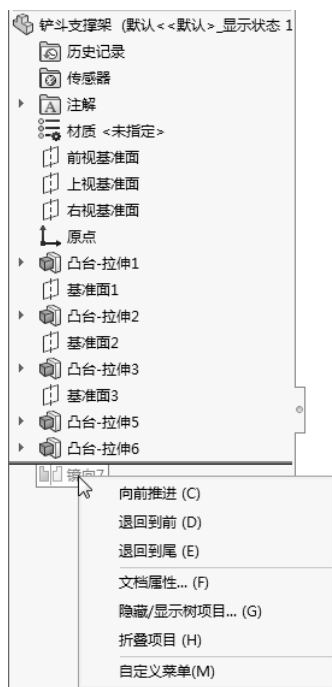 铲斗支撑架 (默认<<默认>_显示状态 1
历史记录
传感器
注解
材质 <未指定>
前视基准面
上视基准面
右视基准面
原点
凸台-拉伸1
基准面1
凸台-拉伸2
基准面2
凸台-拉伸3
基准面3
凸台-拉伸5
凸台-拉伸6
镜向7
向前推进 (C)
退回到前 (D)
退回到尾 (E)
文档属性... (F)
隐藏/显示树项目... (G)
折叠项目 (H)
自定义菜单(M)